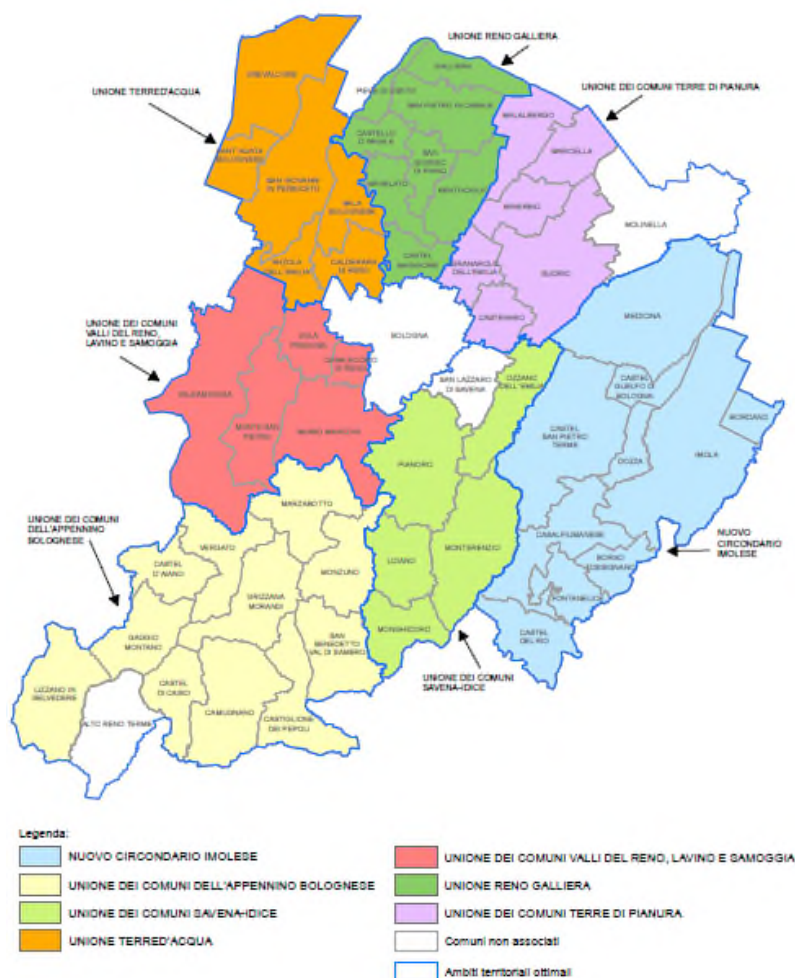 UNIONE RENO GALLIERA
UNIONE TERRED'ACQUA
UNIONE DEI COMUNI TERRE DI PIANURA
CREVALCORE
GALLIERA
PIEVE DI CENTO
SAN PIETRO IN CASALE
MALALBERGO
CASTELLO
D'ARGILE
BARICELLA
SANT'AGATA
BOLOGNESE
SAN
GIORGIO
DI PIANO
SAN GIOVANNI
IN PERSICETO
ARGELATO
BENTIVOGLIO
MINERBIO
MOLINELLA
SALA
BOLOGNESE
ANZOLA
DELL'EMILIA
CALDERARA
DI RENO
CASTEL
MAGGIORE
GRANAROLO
DELL'EMILIA
BUDRIO
CASTENASO
MEDICINA
UNIONE DEI COMUNI
VALLI DEL RENO,
LAVINO E SAMOGGIA
ZOLA
PREDOSA
BOLOGNA
CASALECCHIO
DI RENO
SAN LAZZARO
DI SAVENA
OZZANO
DELL'EMILIA
CASTEL
GUELFO DI
BOLOGNA
VALSAMOGGIA
MONTE SAN
PIETRO
SASSO MARCONI
CASTEL
SAN PIETRO
TERME
MORDANO
DOZZA
IMOLA
PIANORO
UNIONE DEI COMUNI
DELL'APPENNINO
BOLOGNESE
MARZABOTTO
VERGATO
MONZUNO
LOIANO
MONTERENZIO
CASALFIUMANESE
BORGO
TOSSIGNANO
NUOVO
CIRCONDARIO
IMOLESE
CASTEL
D'AIANO
GRIZZANA
MORANDI
FONTANELICE
GAGGIO
MONTANO
SAN
BENEDETTO
VAL DI SAMBRO
MONGHIDORO
CASTEL
DEL RIO
UNIONE DEI COMUNI
SAVENA-IDICE
LIZZANO IN
BELVEDERE
CASTEL
DI CASIO
ALTO RENO TERME
CAMUGNANO
CASTIGLIONE
DEI PEPOLI
Legenda:
NUOVO CIRCONDARIO IMOLESE
UNIONE DEI COMUNI DELL'APPENNINO BOLOGNESE
UNIONE DEI COMUNI SAVENA-IDICE
UNIONE TERRED'ACQUA
UNIONE DEI COMUNI VALLI DEL RENO, LAVINO E SAMOGGIA
UNIONE RENO GALLIERA
UNIONE DEI COMUNI TERRE DI PIANURA
Comuni non associati
Ambiti territoriali ottimali